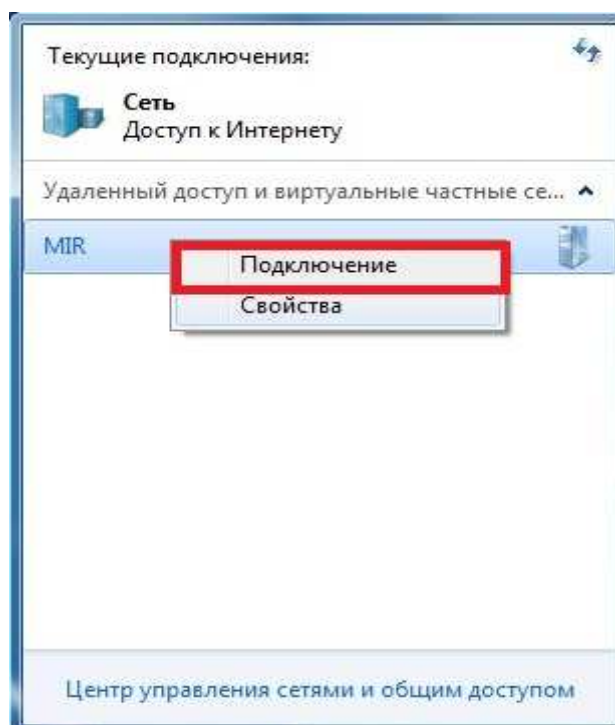 Текущие подключения:
Сеть
Доступ к Интернету
Удаленный доступ и виртуальные частные се...
MIR
Подключение
Свойства
Центр управления сетями и общим доступом